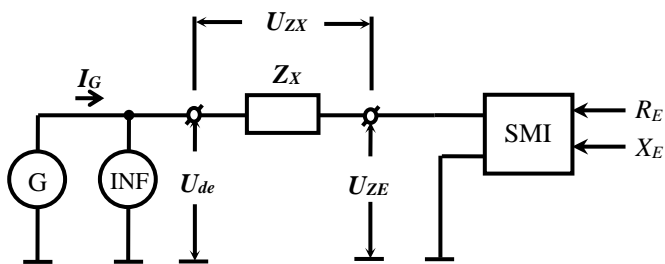 U_ZX
I_G
Z_X
SMI
R_E
X_E
G
INF
U_de
U_ZE